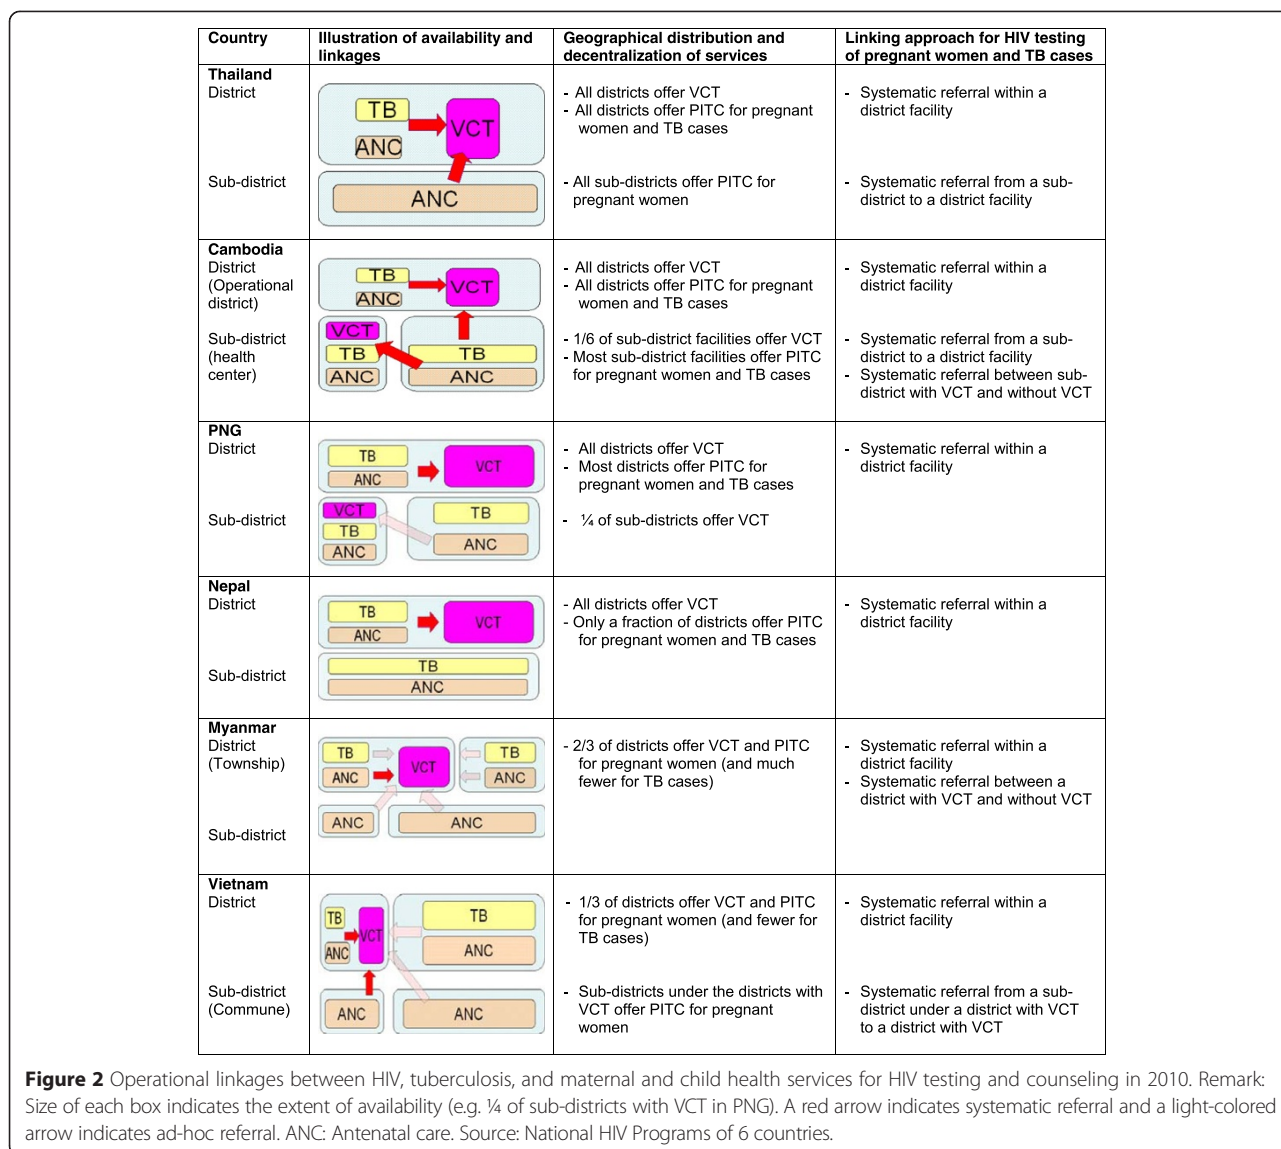 Country
Illustration of availability and
linkages
Geographical distribution and
decentralization of services
Linking approach for HIV testing
of pregnant women and TB cases
Thailand
District
TB
VCT
ANC
- All districts offer VCT
- All districts offer PITC for pregnant
women and TB cases
- Systematic referral within a
district facility
Sub-district
ANC
- All sub-districts offer PITC for
pregnant women
- Systematic referral from a sub-
district to a district facility
Cambodia
District
(Operational
district)
TB
VCT
ANC
- All districts offer VCT
- All districts offer PITC for pregnant
women and TB cases
- Systematic referral within a
district facility
Sub-district
(health
center)
VCT
TB
ANC
TB
ANC
- 1/6 of sub-district facilities offer VCT
- Most sub-district facilities offer PITC
for pregnant women and TB cases
- Systematic referral from a sub-
district to a district facility
- Systematic referral between sub-
district with VCT and without VCT
PNG
District
TB
ANC
VCT
- All districts offer VCT
- Most districts offer PITC for
pregnant women and TB cases
- Systematic referral within a
district facility
Sub-district
VCT
TB
ANC
TB
ANC
- ¼ of sub-districts offer VCT
Nepal
District
TB
ANC
VCT
- All districts offer VCT
- Only a fraction of districts offer PITC
for pregnant women and TB cases
- Systematic referral within a
district facility
Sub-district
TB
ANC
Myanmar
District
(Township)
TB
ANC
VCT
TB
ANC
- 2/3 of districts offer VCT and PITC
for pregnant women (and much
fewer for TB cases)
- Systematic referral within a
district facility
- Systematic referral between a
district with VCT and without VCT
Sub-district
ANC
ANC
Vietnam
District
TB
ANC
VCT
TB
ANC
- 1/3 of districts offer VCT and PITC
for pregnant women (and fewer for
TB cases)
- Systematic referral within a
district facility
Sub-district
(Commune)
ANC
ANC
- Sub-districts under the districts with
VCT offer PITC for pregnant
women
- Systematic referral from a sub-
district under a district with VCT
to a district with VCT
Figure 2 Operational linkages between HIV, tuberculosis, and maternal and child health services for HIV testing and counseling in 2010. Remark:
Size of each box indicates the extent of availability (e.g. ¼ of sub-districts with VCT in PNG). A red arrow indicates systematic referral and a light-colored
arrow indicates ad-hoc referral. ANC: Antenatal care. Source: National HIV Programs of 6 countries.